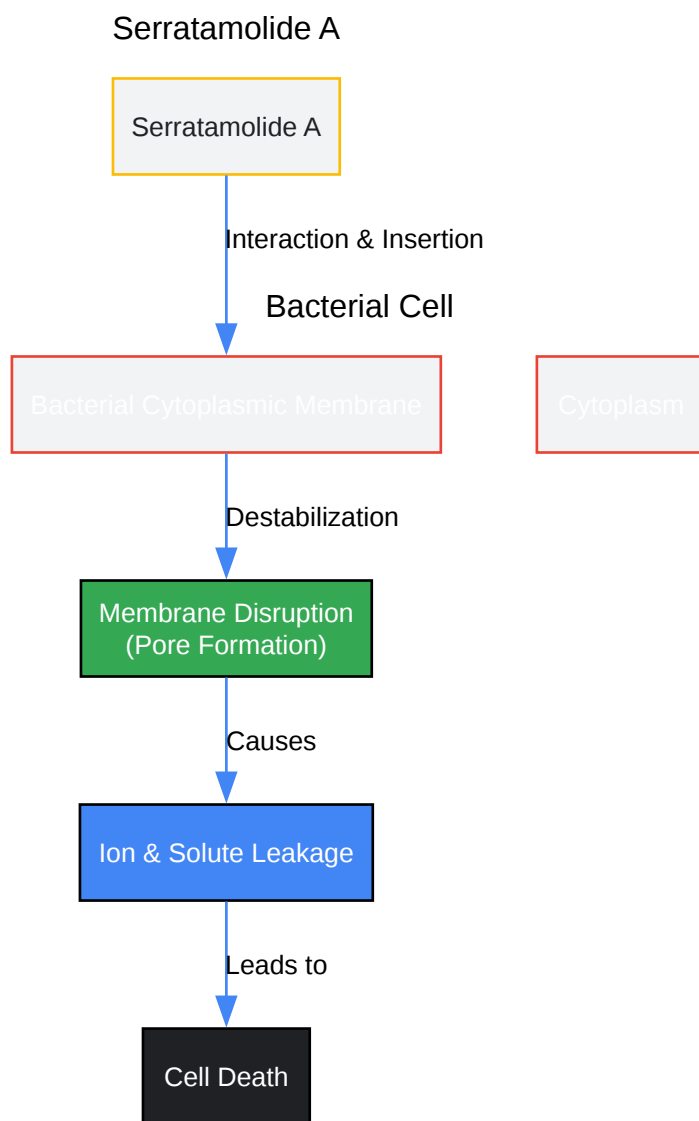 Serratamolide A
Serratamolide A
Interaction & Insertion
Bacterial Cell
Bacterial Cytoplasmic Membrane
Cytoplasm
Destabilization
Membrane Disruption
(Pore Formation)
Causes
Ion & Solute Leakage
Leads to
Cell Death